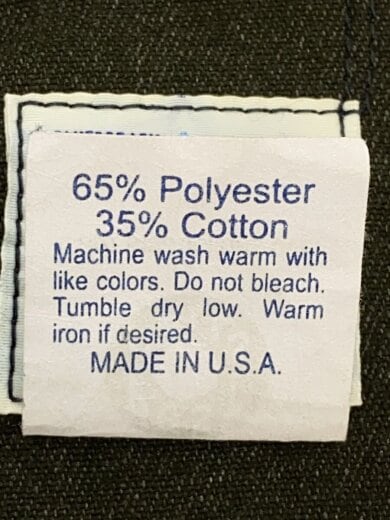 65% Polyester
35% Cotton
Machine wash warm with
like colors. Do not bleach.
Tumble dry low. Warm
iron if desired.
MADE IN U.S.A.